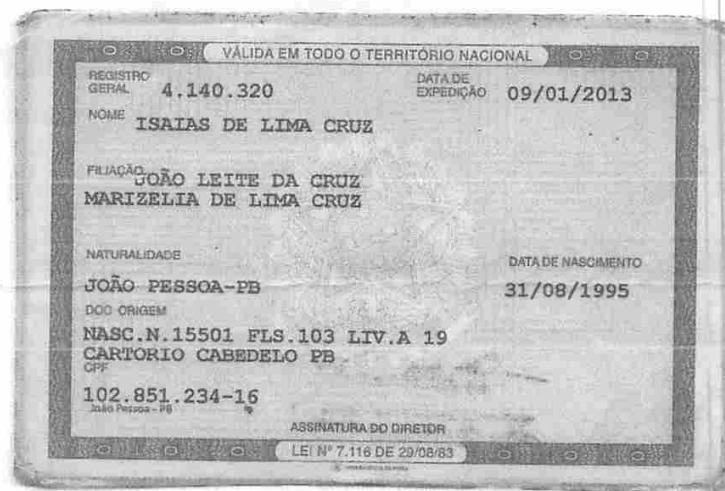 VÁLIDA EM TODO O TERRITÓRIO NACIONAL
REGISTRO GERAL 4.140.320 DATA DE EXPEDIÇÃO 09/01/2013
NOME ISAIAS DE LIMA CRUZ
FILIAÇÃO JOÃO LEITE DA CRUZ
MARIZELIA DE LIMA CRUZ
NATURALIDADE DATA DE NASCIMENTO
JOÃO PESSOA-PB 31/08/1995
DOC ORIGEM
NASC.N.15501 FLS.103 LIV.A 19
CARTORIO CABEDELO PB
CPF
102.851.234-16
João Pessoa - PB
ASSINATURA DO DIRETOR
LEI Nº 7.116 DE 29/08/83